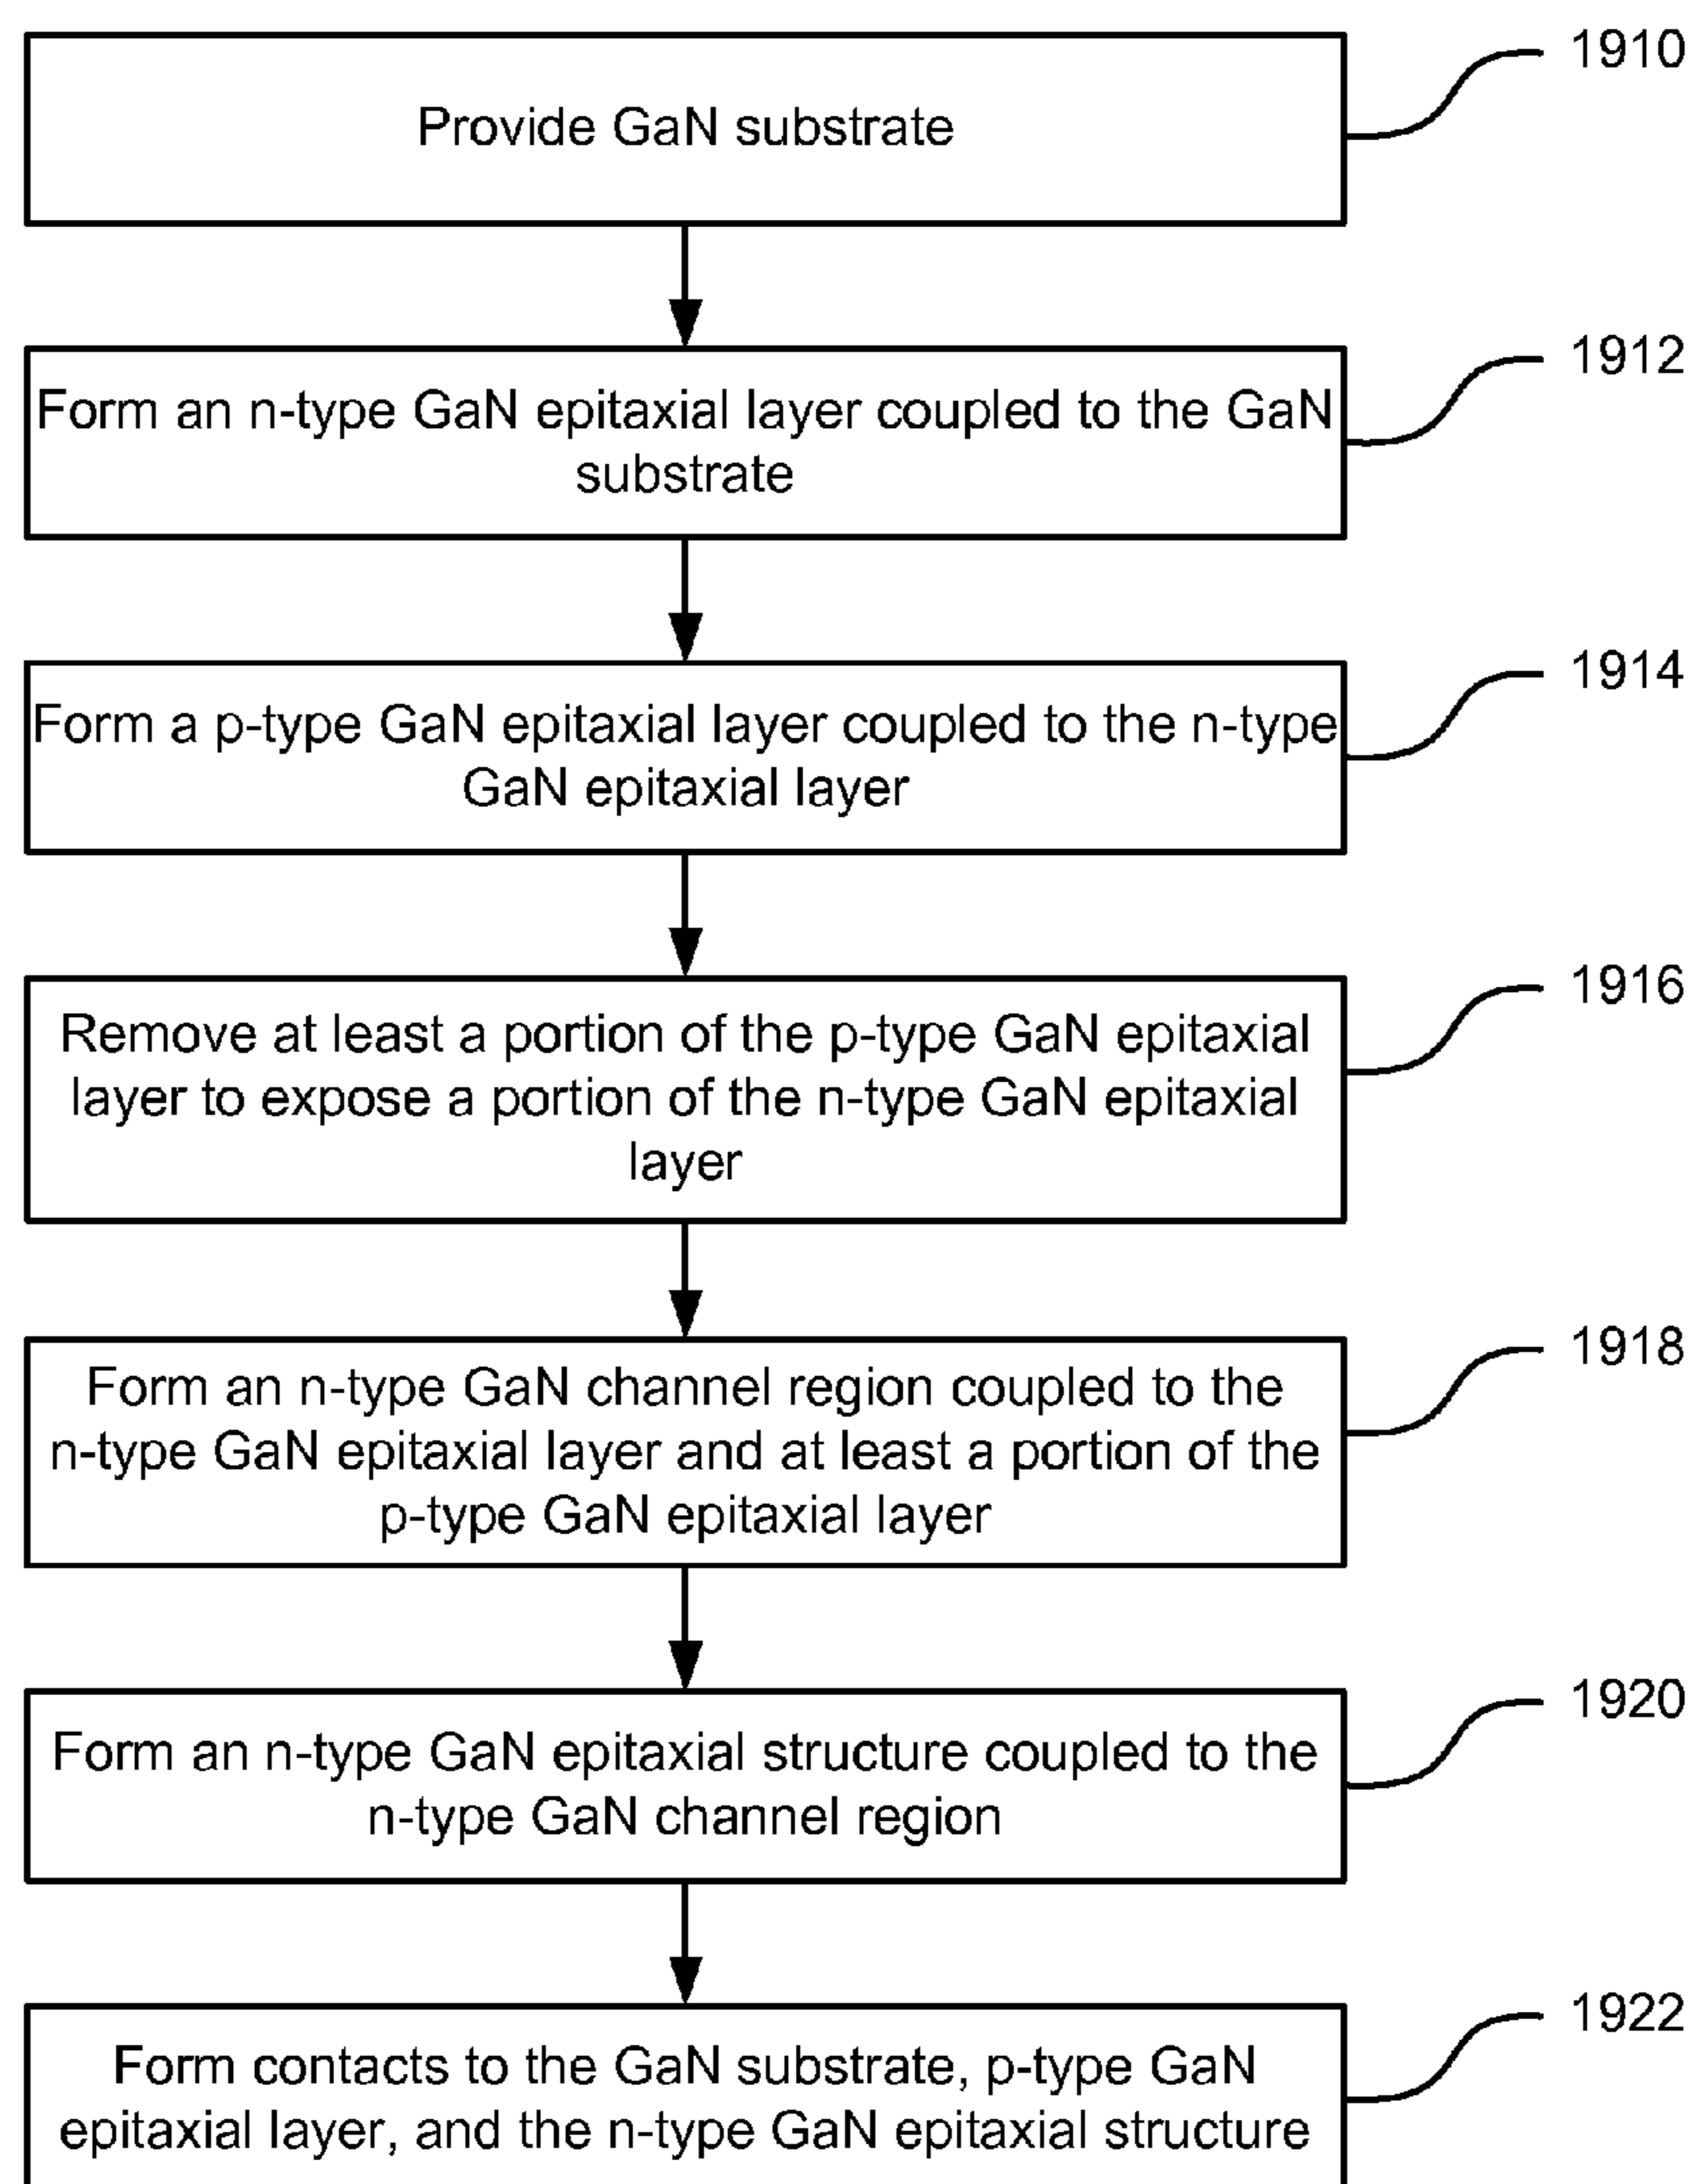 1910
Provide GaN substrate
1912
Form an n-type GaN epitaxial layer coupled to the GaN
substrate
1914
Form a p-type GaN epitaxial layer coupled to the n-type
GaN epitaxial layer
1916
Remove at least a portion of the p-type GaN epitaxial
layer to expose a portion of the n-type GaN epitaxial
layer
1918
Form an n-type GaN channel region coupled to the
n-type GaN epitaxial layer and at least a portion of the
p-type GaN epitaxial layer
1920
Form an n-type GaN epitaxial structure coupled to the
n-type GaN channel region
1922
Form contacts to the GaN substrate, p-type GaN
epitaxial layer, and the n-type GaN epitaxial structure